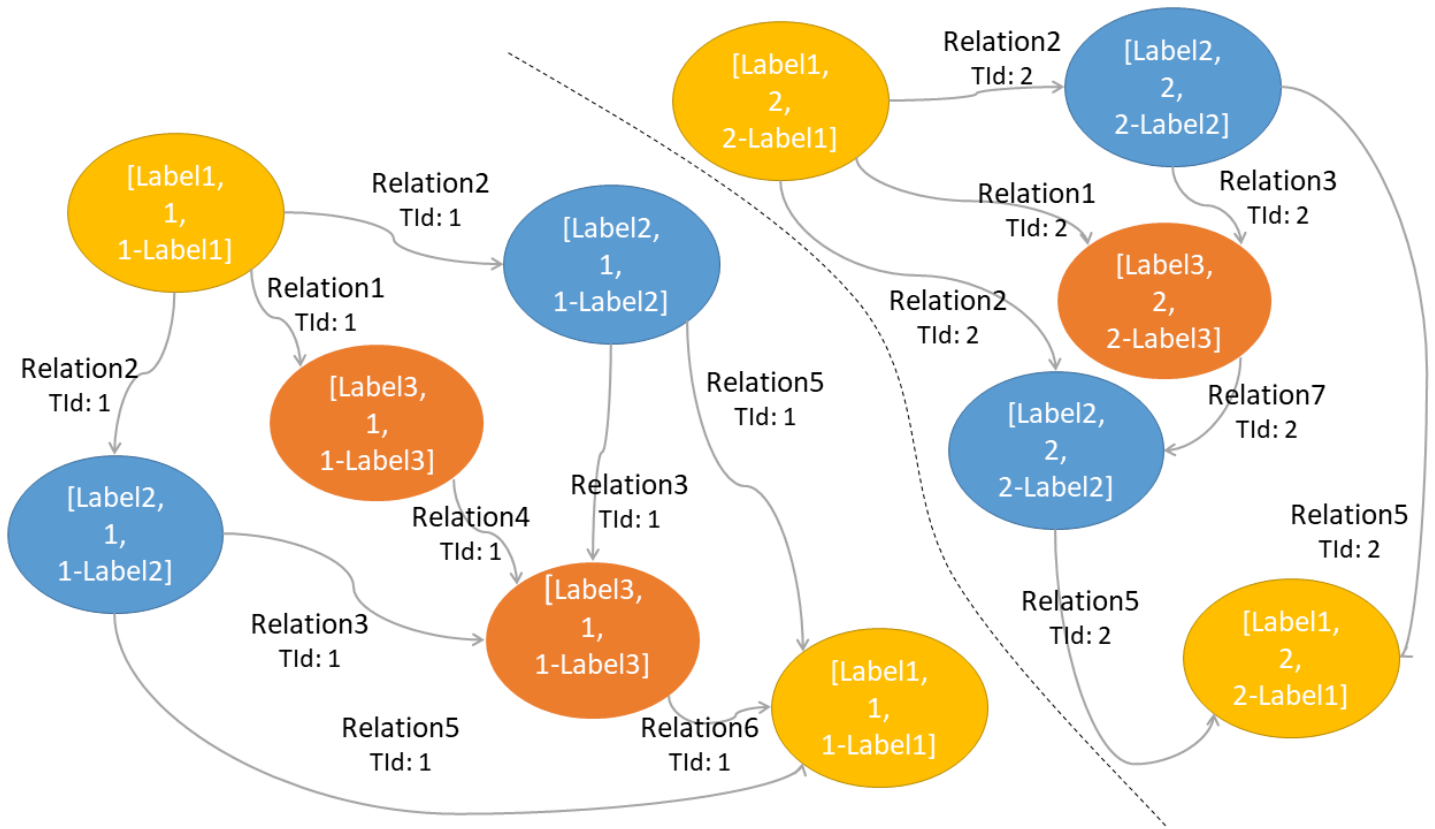 [Label1,
1,
1-Label1]
Relation2
TId: 1
[Label2,
1,
1-Label2]
Relation1
TId: 1
Relation2
TId: 1
[Label3,
1,
1-Label3]
Relation5
TId: 1
[Label2,
1,
1-Label2]
Relation4
TId: 1
Relation3
TId: 1
Relation3
TId: 1
[Label3,
1,
1-Label3]
Relation5
TId: 1
Relation6
TId: 1
[Label1,
1,
1-Label1]
[Label1,
2,
2-Label1]
Relation2
TId: 2
[Label2,
2,
2-Label2]
Relation1
TId: 2
Relation3
TId: 2
Relation2
TId: 2
[Label3,
2,
2-Label3]
Relation7
TId: 2
[Label2,
2,
2-Label2]
Relation5
TId: 2
Relation5
TId: 2
[Label1,
2,
2-Label1]